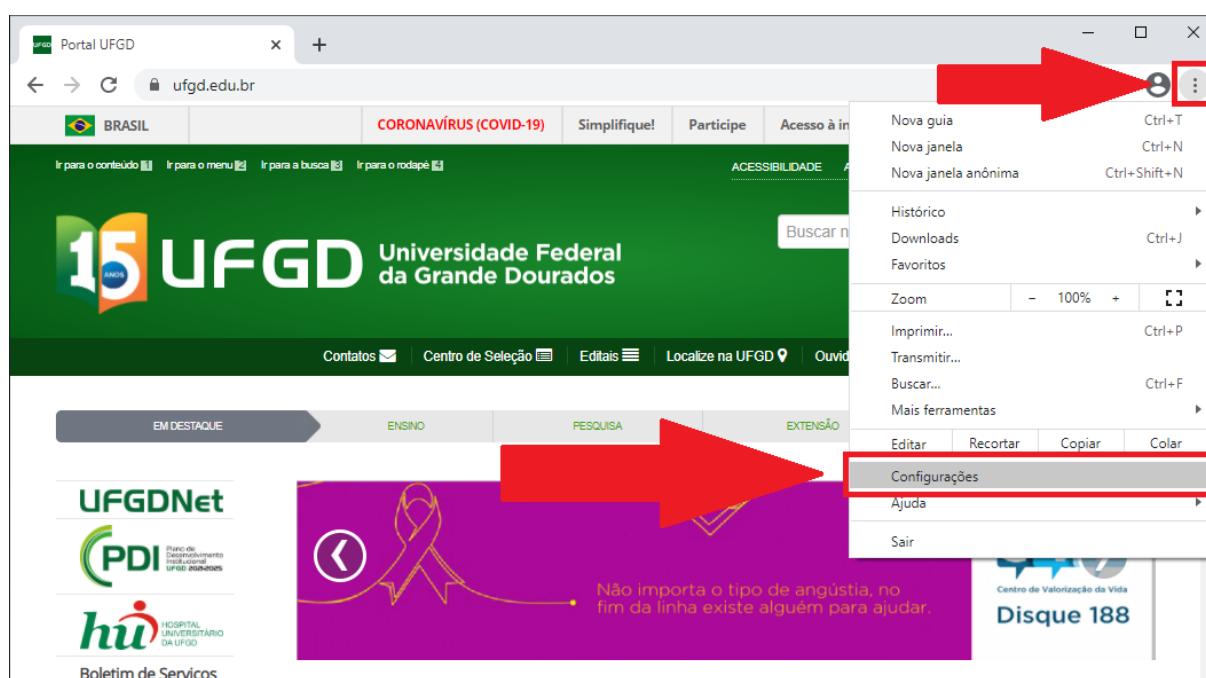 UFGD Portal UFGD
ufgd.edu.br
BRASIL CORONAVÍRUS (COVID-19) Simplifique! Participe Acesso à in
Ir para o conteúdo 1 Ir para o menu 2 Ir para a busca 3 Ir para o rodapé 4 ACESSIBILIDADE A
15 ANOS
UFGD
Universidade Federal
da Grande Dourados
Buscar n
Contatos Centro de Seleção Editais Localize na UFGD Ouvid
EM DESTAQUE ENSINO PESQUISA EXTENSÃO
Nova guia Ctrl+T
Nova janela Ctrl+N
Nova janela anônima Ctrl+Shift+N
Histórico
Downloads Ctrl+J
Favoritos
Zoom - 100% +
Imprimir... Ctrl+P
Transmitir...
Buscar... Ctrl+F
Mais ferramentas
Editar Recortar Copiar Colar
Configurações
Ajuda
Sair
UFGDNet
PDI
Plano de
Desenvolvimento
Institucional
UFGD 2021-2025
hu
HOSPITAL
UNIVERSITÁRIO
DA UFGD
Boletim de Serviços
Não importa o tipo de angústia, no
fim da linha existe alguém para ajudar.
Centro de Valorização da Vida
Disque 188